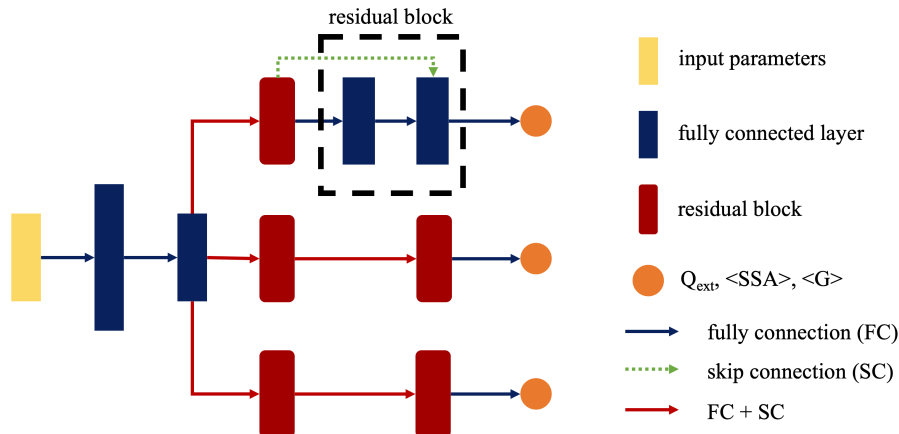 residual block
input parameters
fully connected layer
residual block
Qext, <SSA>, <G>
fully connection (FC)
skip connection (SC)
FC + SC